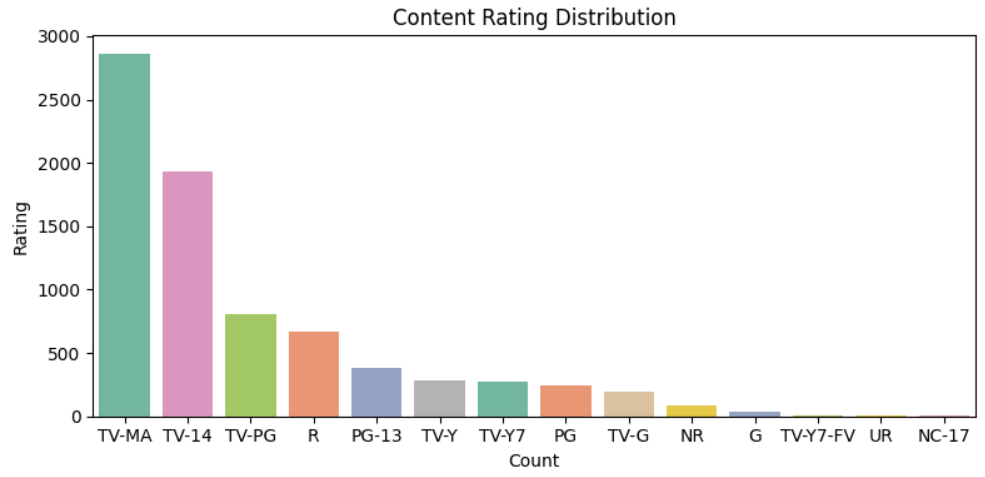 Content Rating Distribution
3000
2500
2000
1500
1000
500
0
Rating
TV-MA TV-14 TV-PG R PG-13 TV-Y TV-Y7 PG TV-G NR G TV-Y7-FV UR NC-17
Count